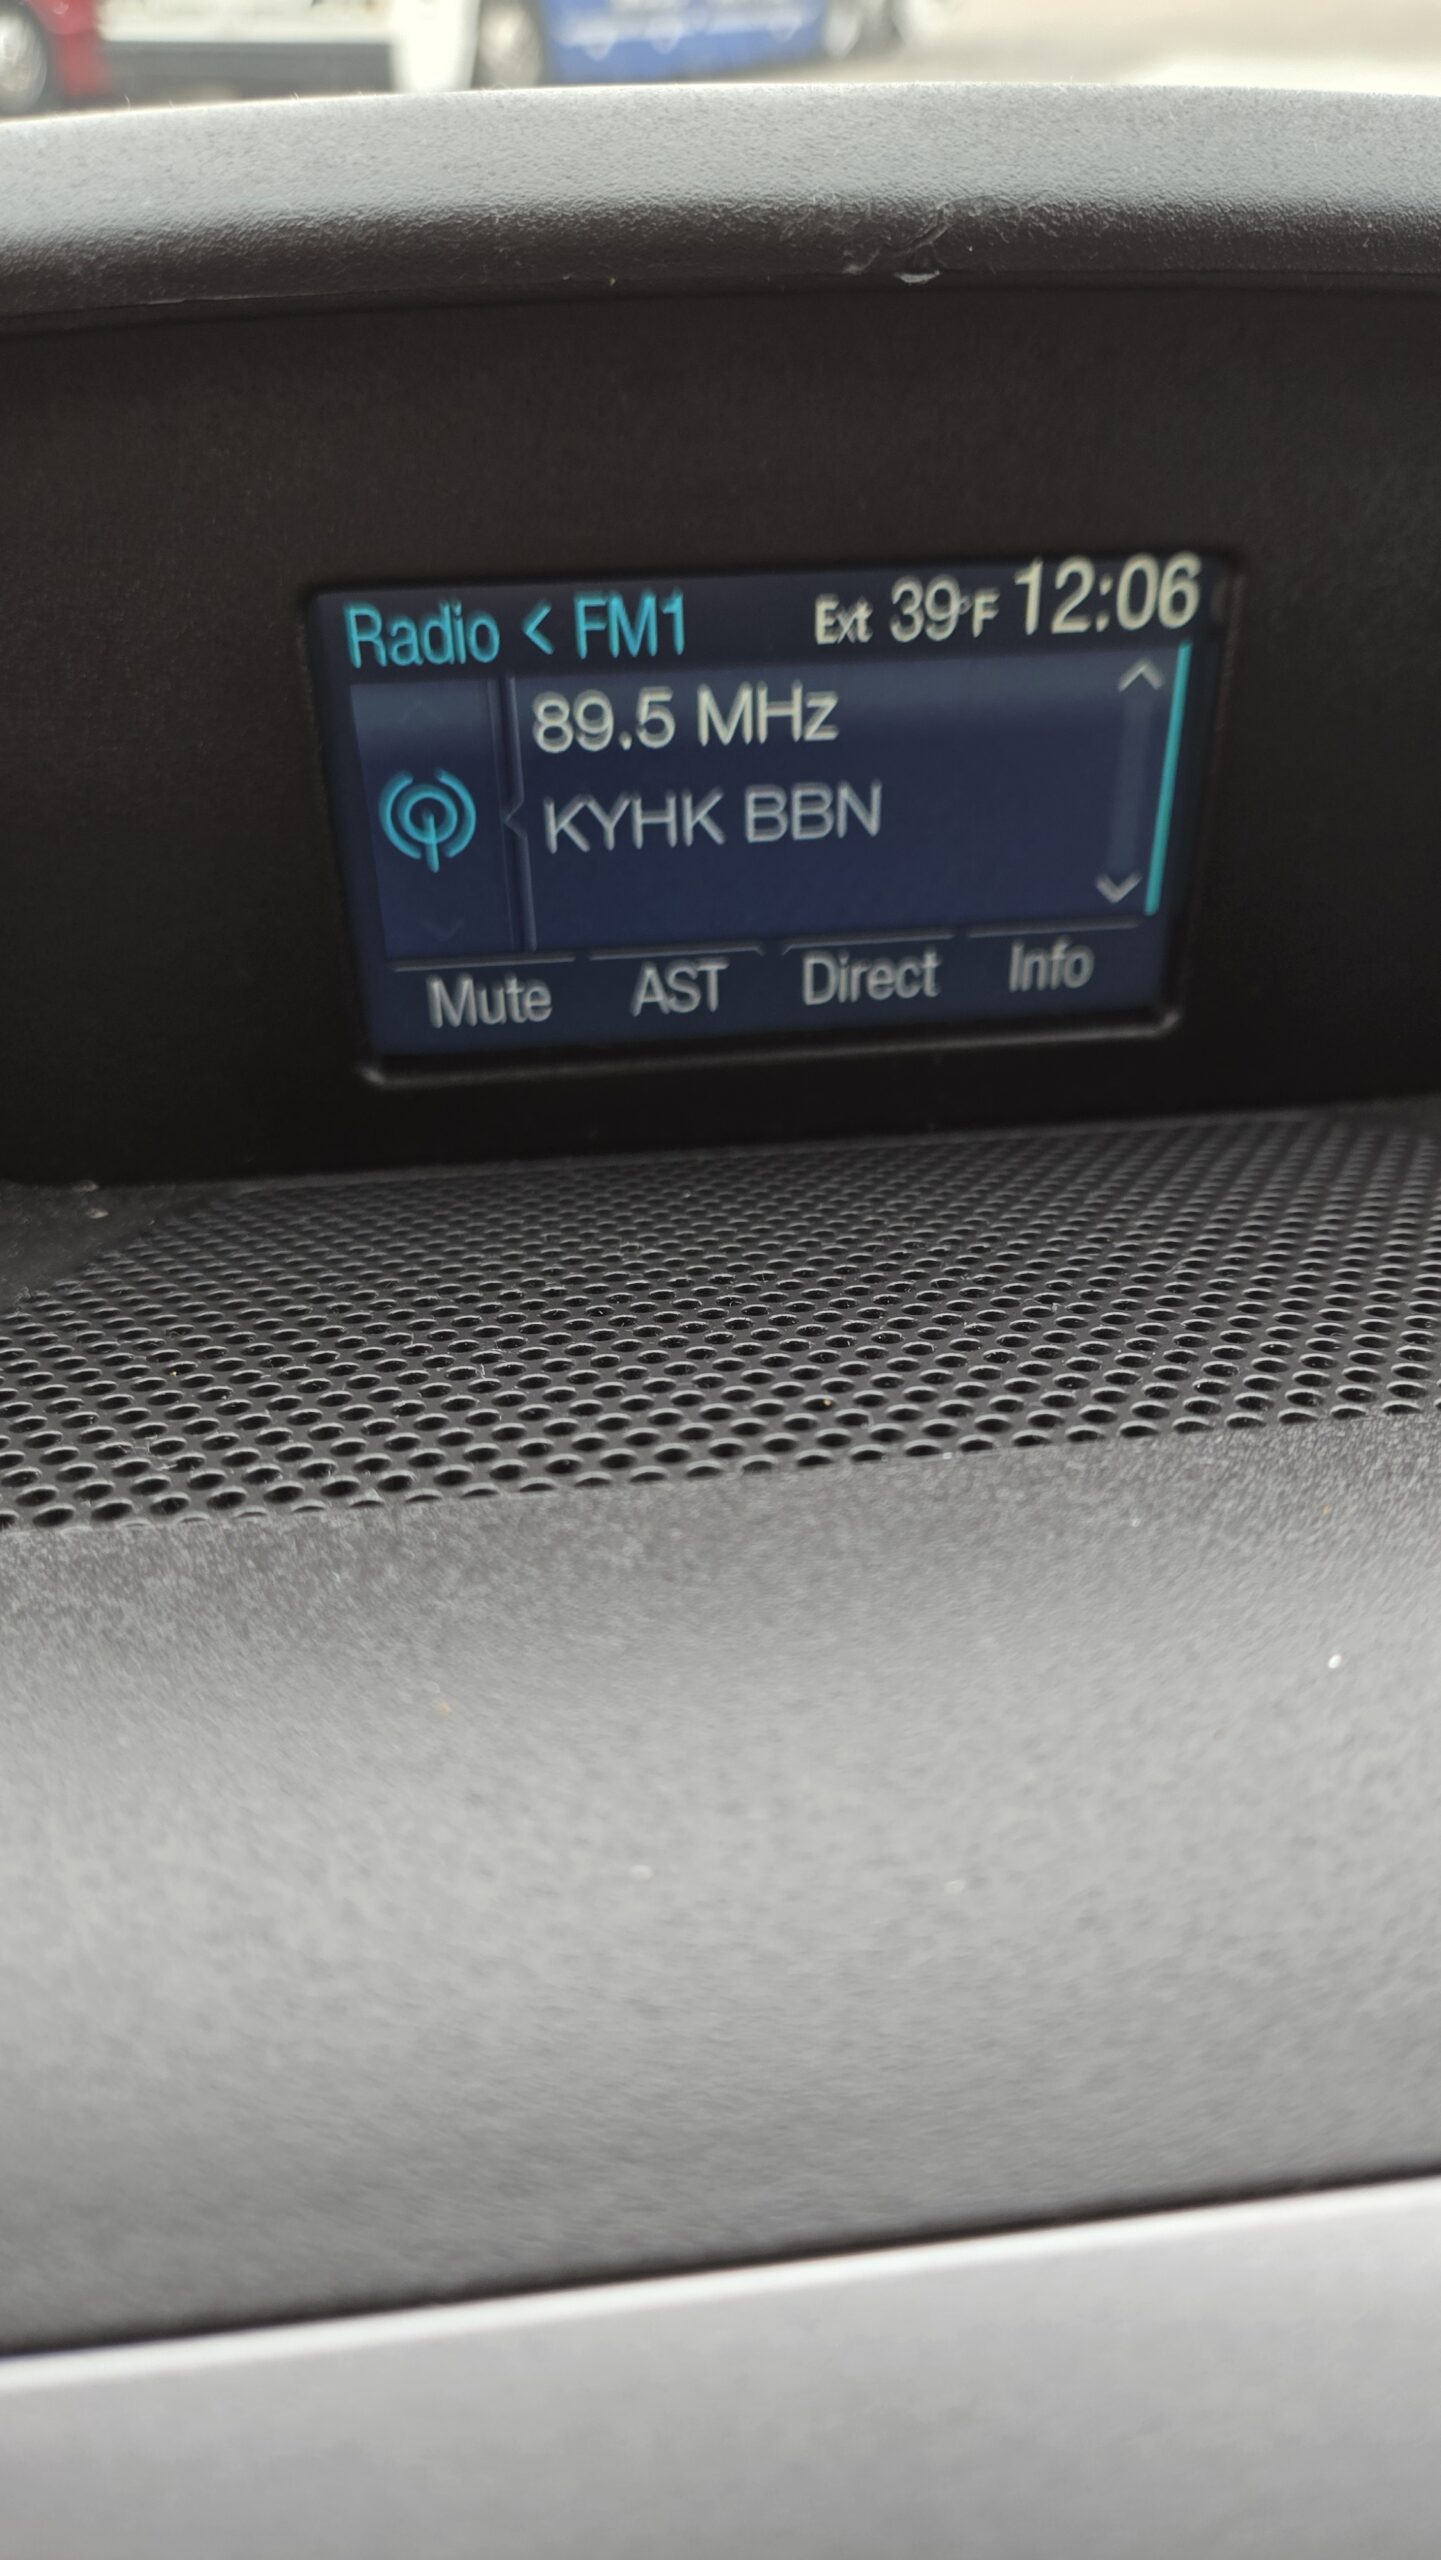 Radio < FM1 Ext 39°F 12:06
89.5 MHz
KYHK BBN
Mute AST Direct Info